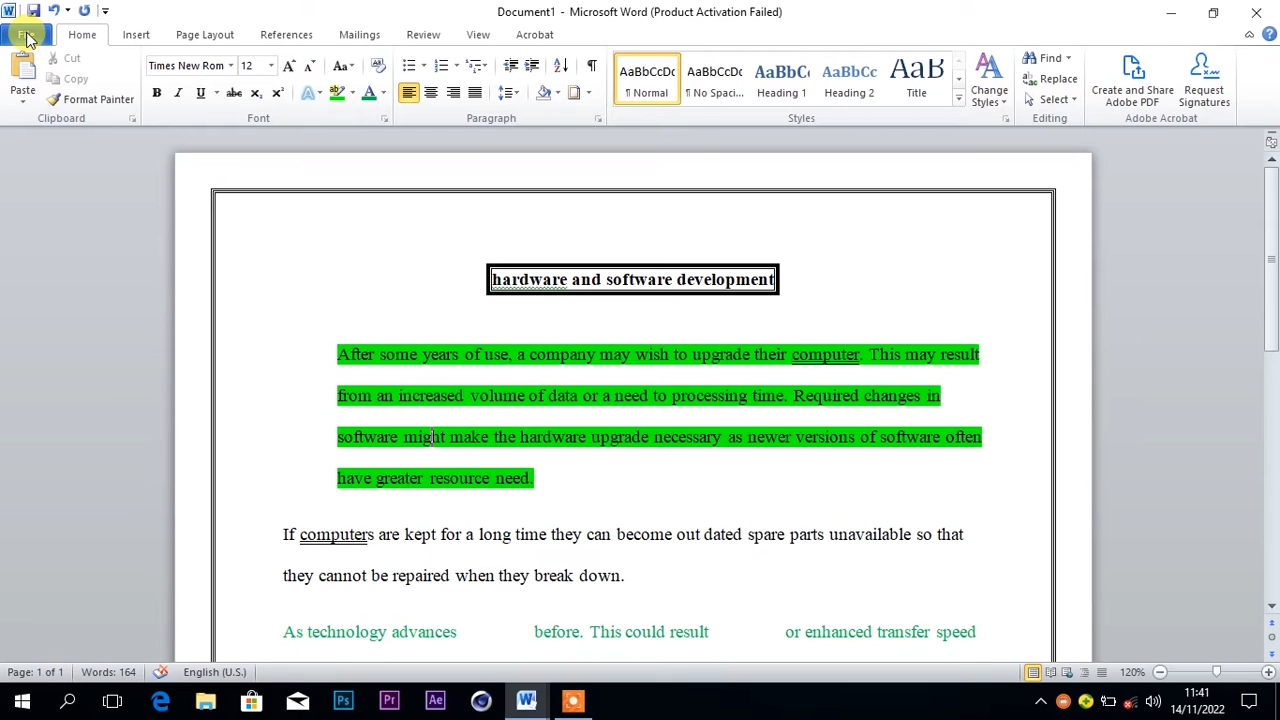 Document1 - Microsoft Word (Product Activation Failed)
Home Insert Page Layout References Mailings Review View Acrobat
Paste
Cut
Copy
Format Painter
Clipboard
Times New Rom 12 Aa
B I U abc x₂ x² A A
Font
Paragraph
AaBbCcDc AaBbCcDc AaBbCc AaBbCc AaB
¶ Normal ¶ No Spaci... Heading 1 Heading 2 Title
Change Styles
Styles
Find
Replace
Select
Editing
Create and Share Adobe PDF
Request Signatures
Adobe Acrobat
hardware and software development
After some years of use, a company may wish to upgrade their computer. This may result
from an increased volume of data or a need to processing time. Required changes in
software might make the hardware upgrade necessary as newer versions of software often
have greater resource need.
If computers are kept for a long time they can become out dated spare parts unavailable so that
they cannot be repaired when they break down.
As technology advances before. This could result or enhanced transfer speed
Page: 1 of 1 Words: 164 English (U.S.) 120%
Ps Pr Ae W
11:41
14/11/2022